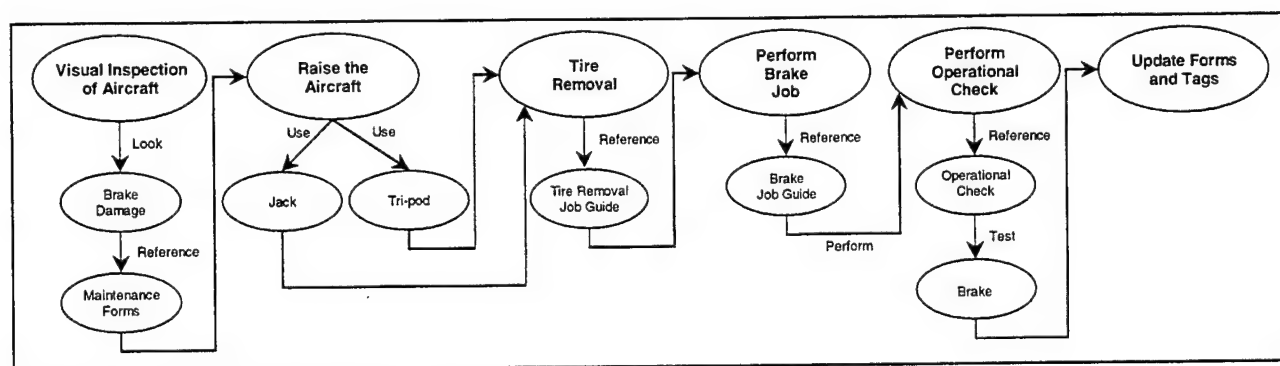 Visual Inspection
of Aircraft
Look
Brake
Damage
Reference
Maintenance
Forms
Raise the
Aircraft
Use
Use
Jack
Tri-pod
Tire
Removal
Reference
Tire Removal
Job Guide
Perform
Brake
Job
Reference
Brake
Job Guide
Perform
Perform
Operational
Check
Reference
Operational
Check
Test
Brake
Update Forms
and Tags